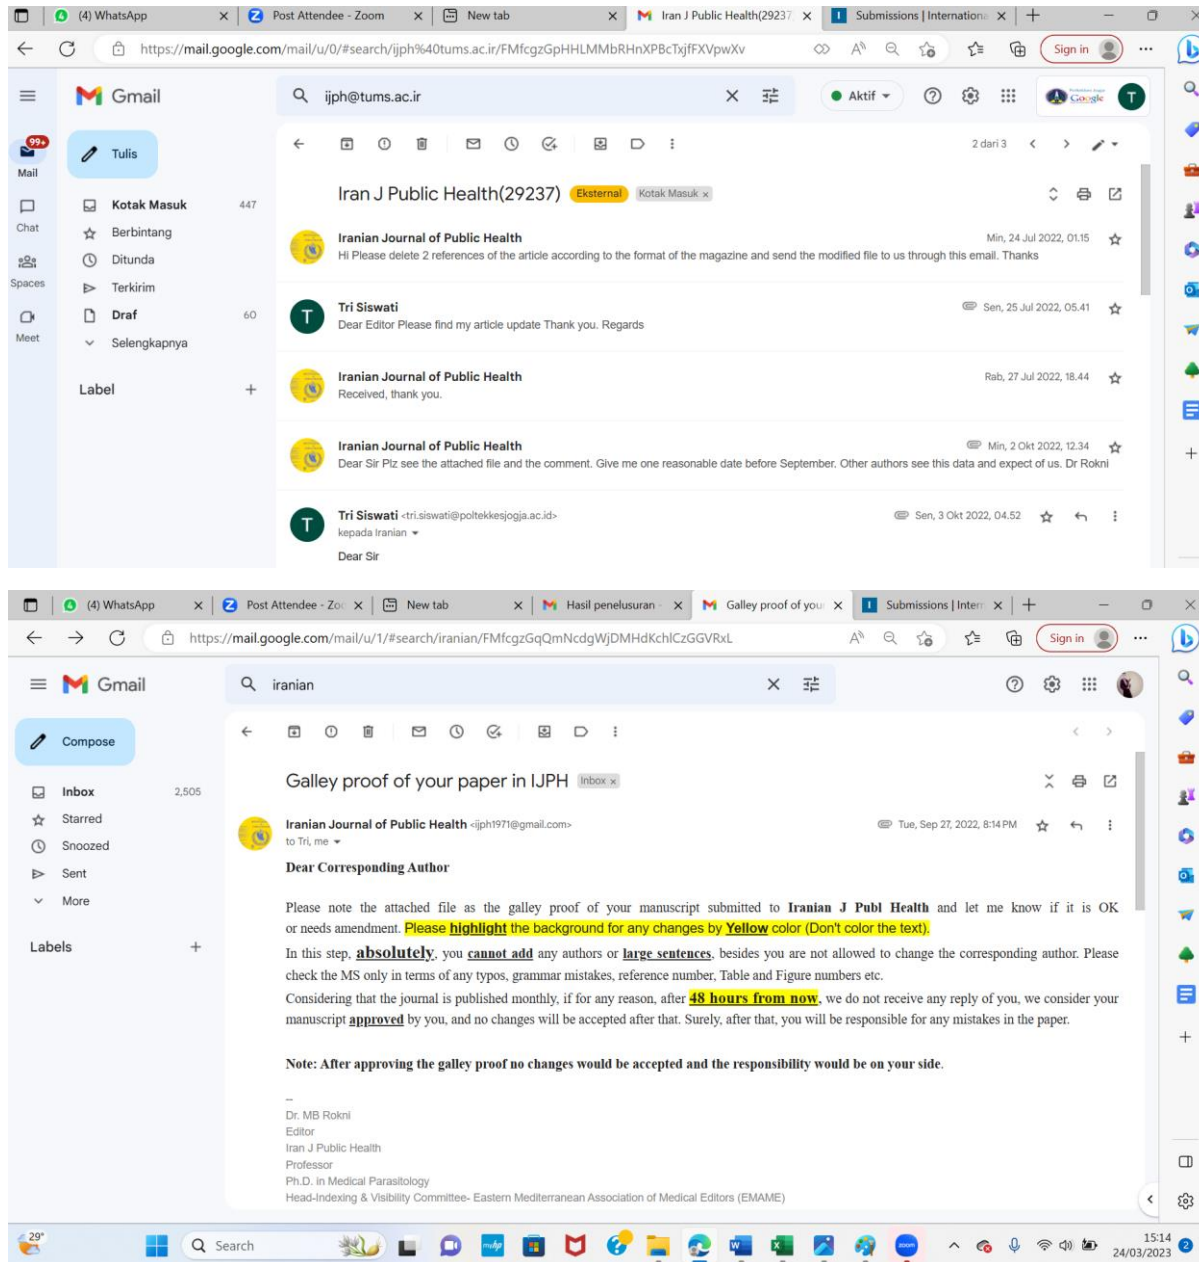 (4) WhatsApp
Post Attendee - Zoom
New tab
Iran J Public Health(29237
Submissions | Internationa
https://mail.google.com/mail/u/0/#search/ijph%40tums.ac.ir/FMfcgzGpHHLMMbRHnXPBcTxjfFXVpwXv
Sign in
Gmail
ijph@tums.ac.ir
Aktif
Google
T
99+
Mail
Chat
Spaces
Meet
Tulis
Kotak Masuk 447
Berbintang
Ditunda
Terkirim
Draf 60
Selengkapnya
Label +
2 dari 3
Iran J Public Health(29237) Eksternal Kotak Masuk x
Iranian Journal of Public Health Min, 24 Jul 2022, 01.15
Hi Please delete 2 references of the article according to the format of the magazine and send the modified file to us through this email. Thanks
T
Tri Siswati Sen, 25 Jul 2022, 05.41
Dear Editor Please find my article update Thank you. Regards
Iranian Journal of Public Health Rab, 27 Jul 2022, 18.44
Received, thank you.
Iranian Journal of Public Health Min, 2 Okt 2022, 12.34
Dear Sir Plz see the attached file and the comment. Give me one reasonable date before September. Other authors see this data and expect of us. Dr Rokni
T
Tri Siswati <tri.siswati@poltekkesjogja.ac.id> Sen, 3 Okt 2022, 04.52
kepada Iranian
Dear Sir
(4) WhatsApp
Post Attendee - Zoo
New tab
Hasil penelusuran -
Galley proof of you
Submissions | Intern
https://mail.google.com/mail/u/1/#search/iranian/FMfcgzGqQmNcdgWjDMHdKchlCzGGVRxL
Sign in
Gmail
iranian
Compose
Inbox 2,505
Starred
Snoozed
Sent
More
Labels +
Galley proof of your paper in IJPH Inbox x
Iranian Journal of Public Health <ijph1971@gmail.com> Tue, Sep 27, 2022, 8:14 PM
to Tri, me
Dear Corresponding Author
Please note the attached file as the galley proof of your manuscript submitted to Iranian J Publ Health and let me know if it is OK
or needs amendment. Please highlight the background for any changes by Yellow color (Don't color the text).
In this step, absolutely, you cannot add any authors or large sentences, besides you are not allowed to change the corresponding author. Please
check the MS only in terms of any typos, grammar mistakes, reference number, Table and Figure numbers etc.
Considering that the journal is published monthly, if for any reason, after 48 hours from now, we do not receive any reply of you, we consider your
manuscript approved by you, and no changes will be accepted after that. Surely, after that, you will be responsible for any mistakes in the paper.
Note: After approving the galley proof no changes would be accepted and the responsibility would be on your side.
--
Dr. MB Rokni
Editor
Iran J Public Health
Professor
Ph.D. in Medical Parasitology
Head-Indexing & Visibility Committee- Eastern Mediterranean Association of Medical Editors (EMAME)
29°
Search
zoom
15:14
24/03/2023
2